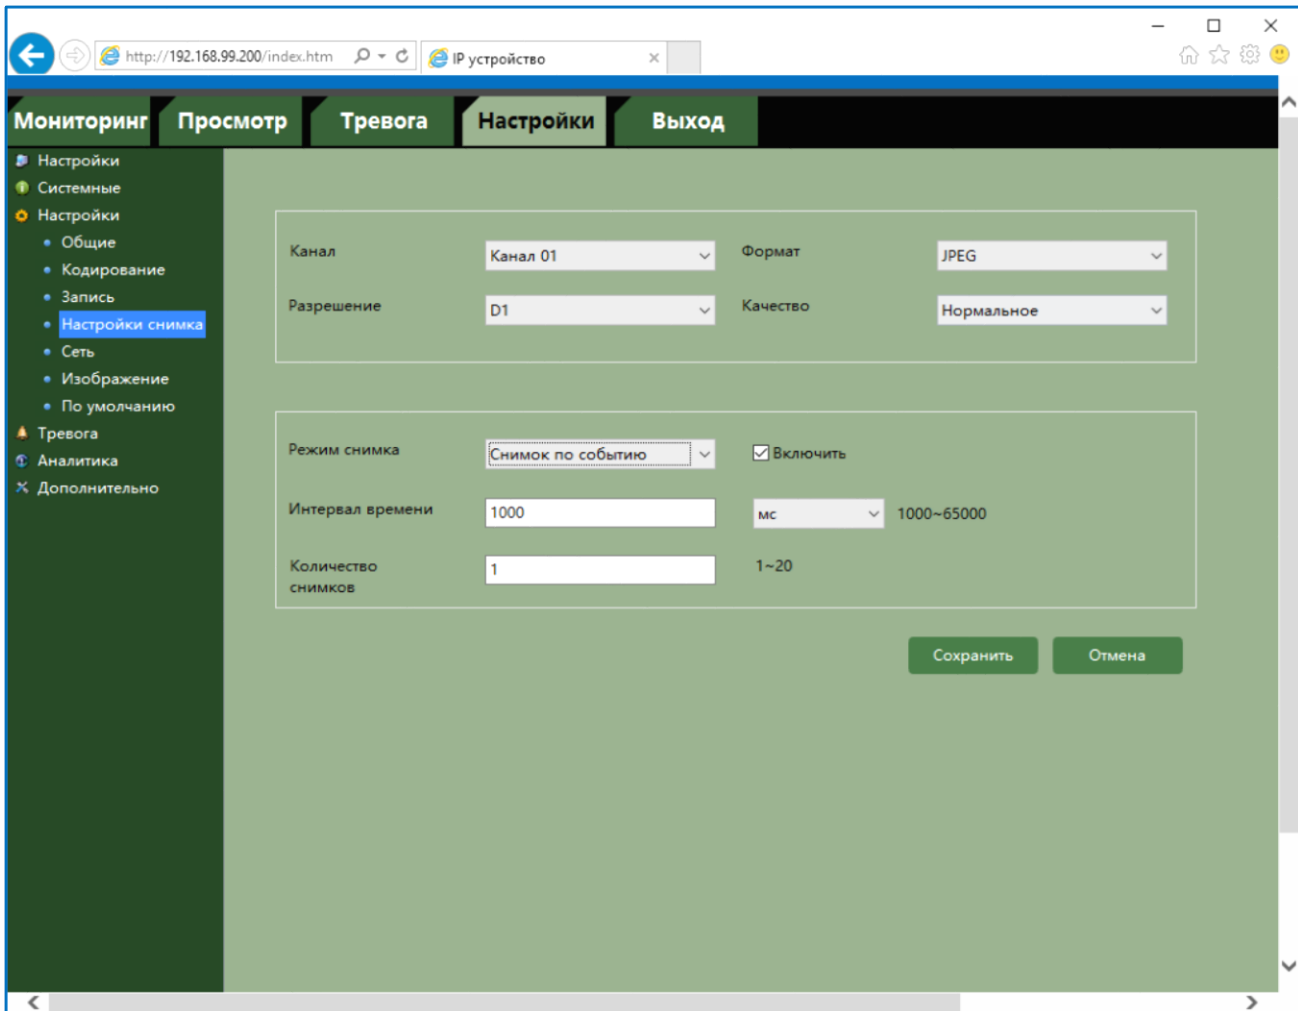 http://192.168.99.200/index.htm
IP устройство
Мониторинг Просмотр Тревога Настройки Выход
Настройки
Системные
Настройки
Общие
Кодирование
Запись
Настройки снимка
Сеть
Изображение
По умолчанию
Тревога
Аналитика
Дополнительно
Канал Канал 01 Формат JPEG
Разрешение D1 Качество Нормальное
Режим снимка Снимок по событию Включить
Интервал времени 1000 мс 1000~65000
Количество снимков 1 1~20
Сохранить Отмена